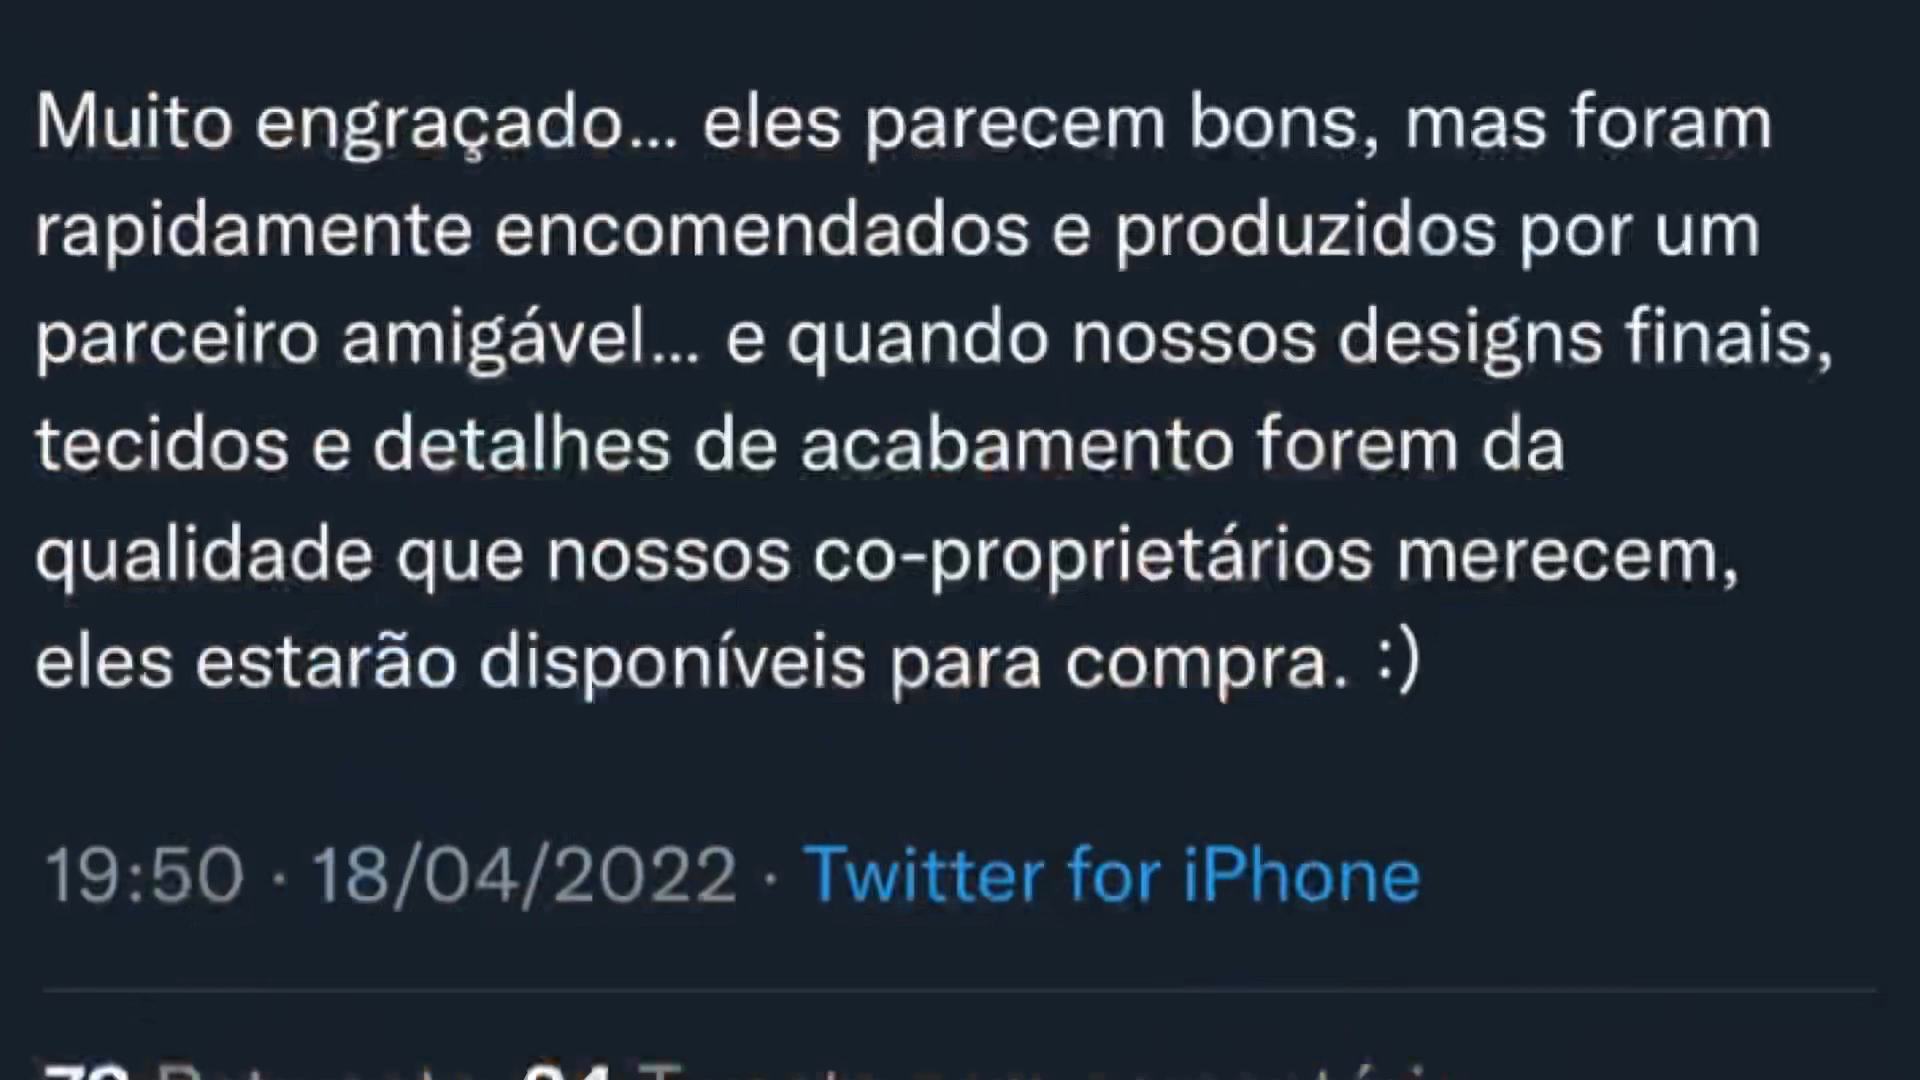 Muito engraçado... eles parecem bons, mas foram
rapidamente encomendados e produzidos por um
parceiro amigável... e quando nossos designs finais,
tecidos e detalhes de acabamento forem da
qualidade que nossos co-proprietários merecem,
eles estarão disponíveis para compra. :)
19:50 · 18/04/2022 · Twitter for iPhone